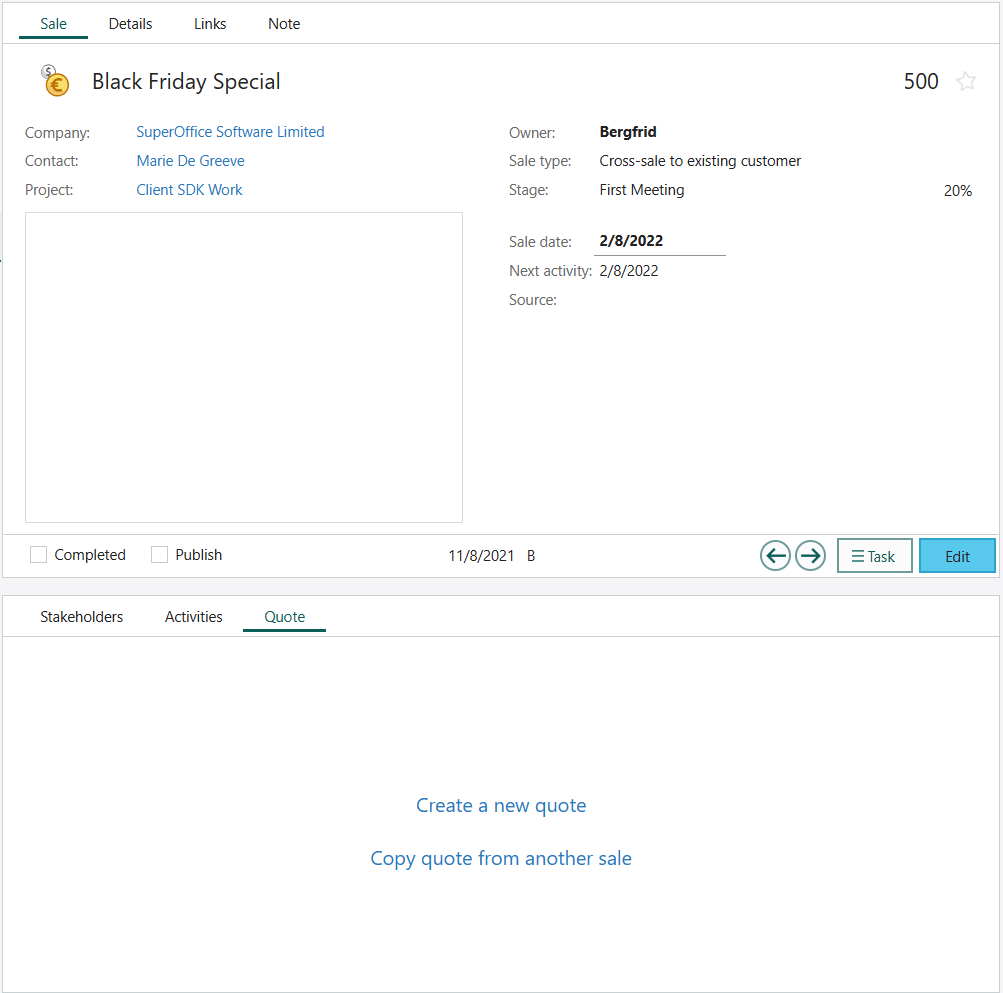 Sale Details Links Note
Black Friday Special 500
Company: SuperOffice Software Limited
Contact: Marie De Greeve
Project: Client SDK Work
Owner: Bergfrid
Sale type: Cross-sale to existing customer
Stage: First Meeting 20%
Sale date: 2/8/2022
Next activity: 2/8/2022
Source:
Completed Publish 11/8/2021 B Task Edit
Stakeholders Activities Quote
Create a new quote
Copy quote from another sale